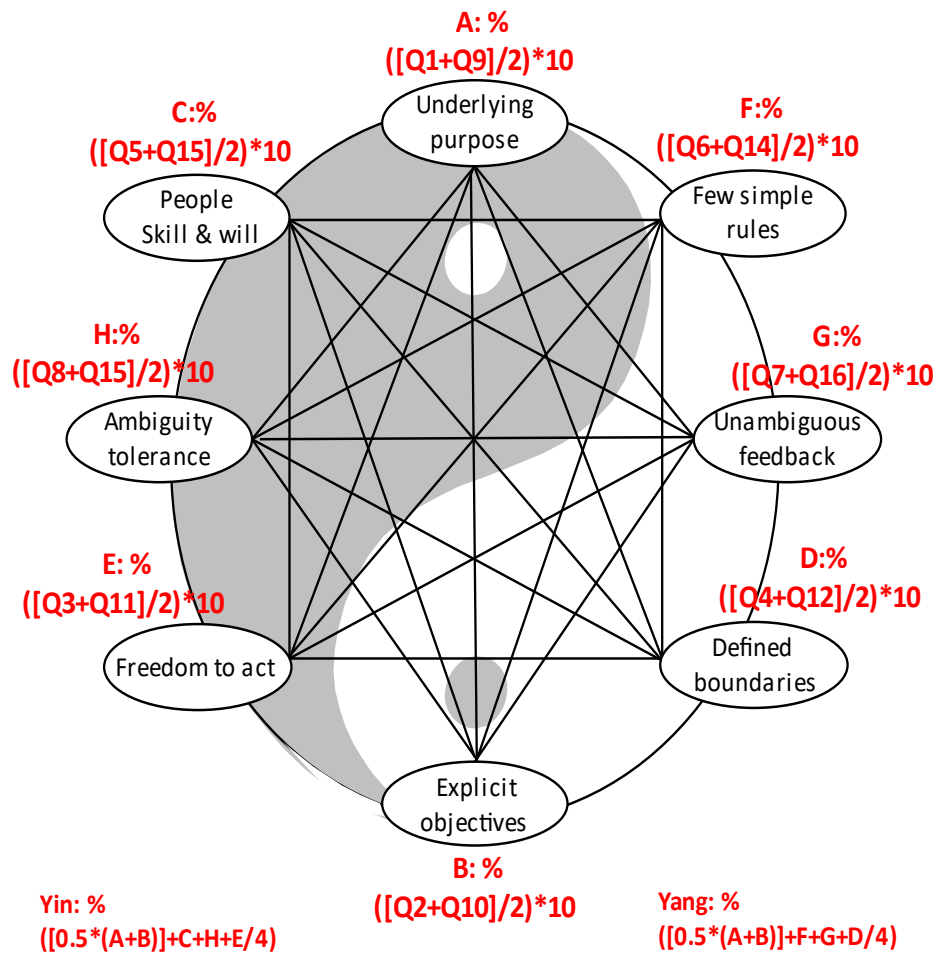 A: %
([Q1+Q9]/2)*10
Underlying
purpose
C:%
([Q5+Q15]/2)*10
People
Skill & will
F:%
([Q6+Q14]/2)*10
Few simple
rules
H:%
([Q8+Q15]/2)*10
Ambiguity
tolerance
G:%
([Q7+Q16]/2)*10
Unambiguous
feedback
E: %
([Q3+Q11]/2)*10
Freedom to act
D:%
([Q4+Q12]/2)*10
Defined
boundaries
Explicit
objectives
B: %
([Q2+Q10]/2)*10
Yin: %
([0.5*(A+B)]+C+H+E/4)
Yang: %
([0.5*(A+B)]+F+G+D/4)